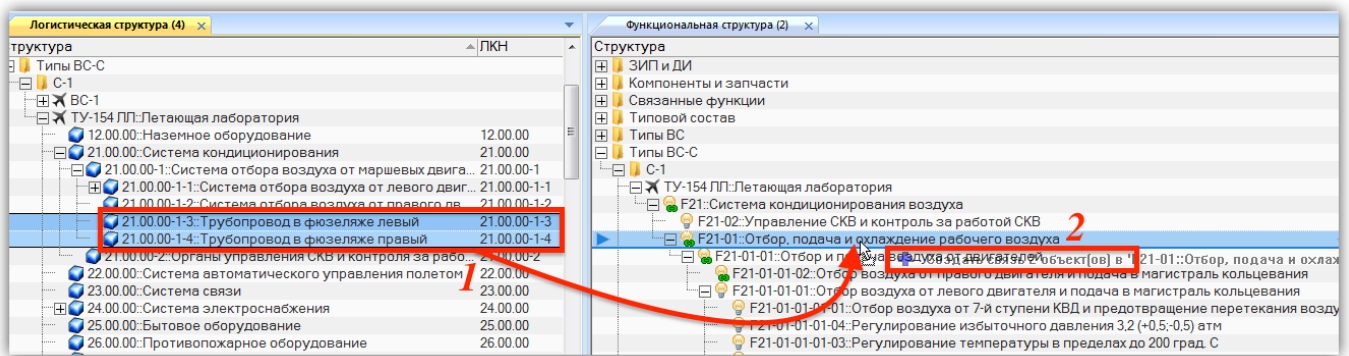 Логистическая структура (4)
труктура
ЛКН
Типы ВС-С
С-1
ВС-1
ТУ-154 ЛЛ::Летающая лаборатория
12.00.00::Наземное оборудование 12.00.00
21.00.00::Система кондиционирования 21.00.00
21.00.00-1::Система отбора воздуха от маршевых двига... 21.00.00-1
21.00.00-1-1::Система отбора воздуха от левого двиг... 21.00.00-1-1
21.00.00-1-2::Система отбора воздуха от правого дв 21.00.00-1-2
21.00.00-1-3::Трубопровод в фюзеляже левый 21.00.00-1-3
21.00.00-1-4::Трубопровод в фюзеляже правый 21.00.00-1-4
21.00.00-2::Органы управления СКВ и контроля за рабо... 21.00.00-2
22.00.00::Система автоматического управления полетом 22.00.00
23.00.00::Система связи 23.00.00
24.00.00::Система электроснабжения 24.00.00
25.00.00::Бытовое оборудование 25.00.00
26.00.00::Противопожарное оборудование 26.00.00
1
Функциональная структура (2)
Структура
ЗИП и ДИ
Компоненты и запчасти
Связанные функции
Типовой состав
Типы ВС
Типы ВС-С
С-1
ТУ-154 ЛЛ::Летающая лаборатория
F21::Система кондиционирования воздуха
F21-02::Управление СКВ и контроль за работой СКВ
2
F21-01::Отбор, подача и охлаждение рабочего воздуха
F21-01-01::Отбор и подача воздуха от двигателей
Создать связь 2 объект(ов) в 'F21-01::Отбор, подача и охлаж
F21-01-01-02::Отбор воздуха от правого двигателя и подача в магистраль кольцевания
F21-01-01-01::Отбор воздуха от левого двигателя и подача в магистраль кольцевания
F21-01-01-01-01::Отбор воздуха от 7-й ступени КВД и предотвращение перетекания возду
F21-01-01-01-04::Регулирование избыточного давления 3,2 (+0,5;-0,5) атм
F21-01-01-01-03::Регулирование температуры в пределах до 200 град. С